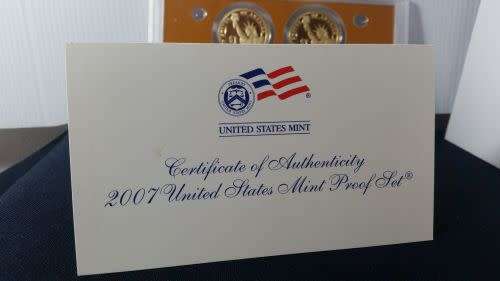 ®
UNITED STATES MINT
Certificate of Authenticity
2007 United States Mint Proof Set®